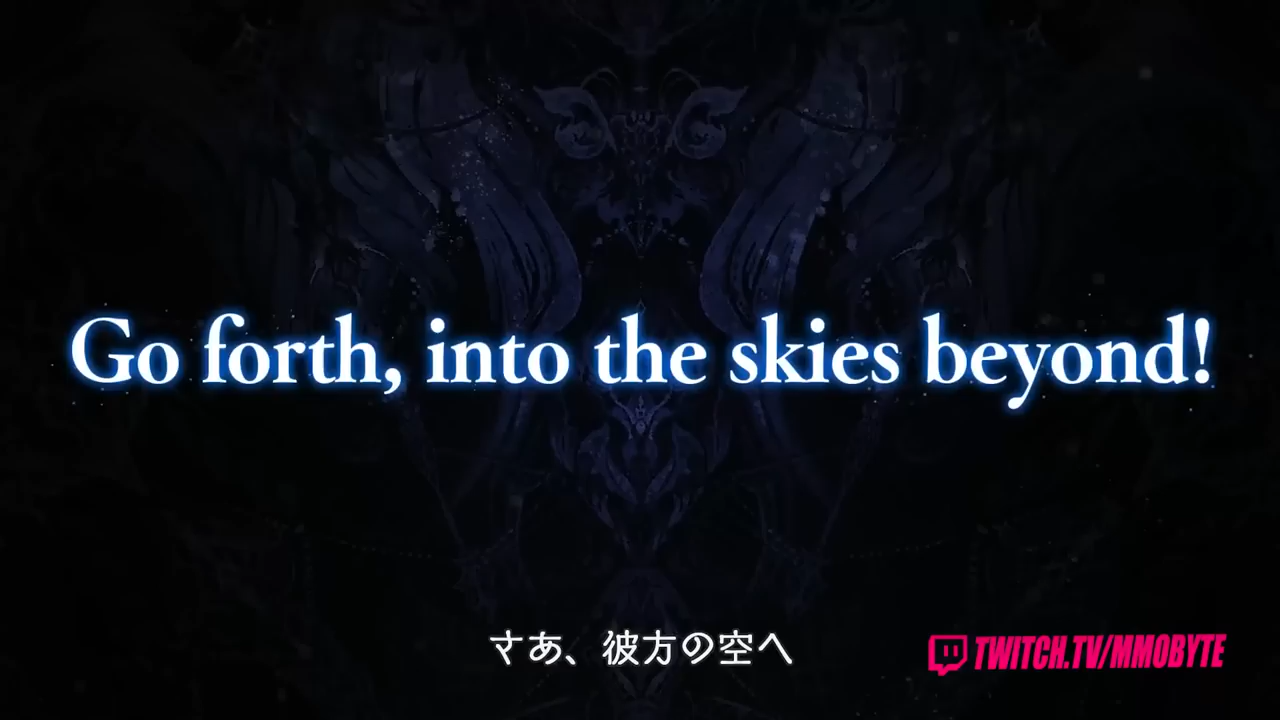 Go forth, into the skies beyond!
さあ、彼方の空へ
TWITCH.TV/MMOBYTE